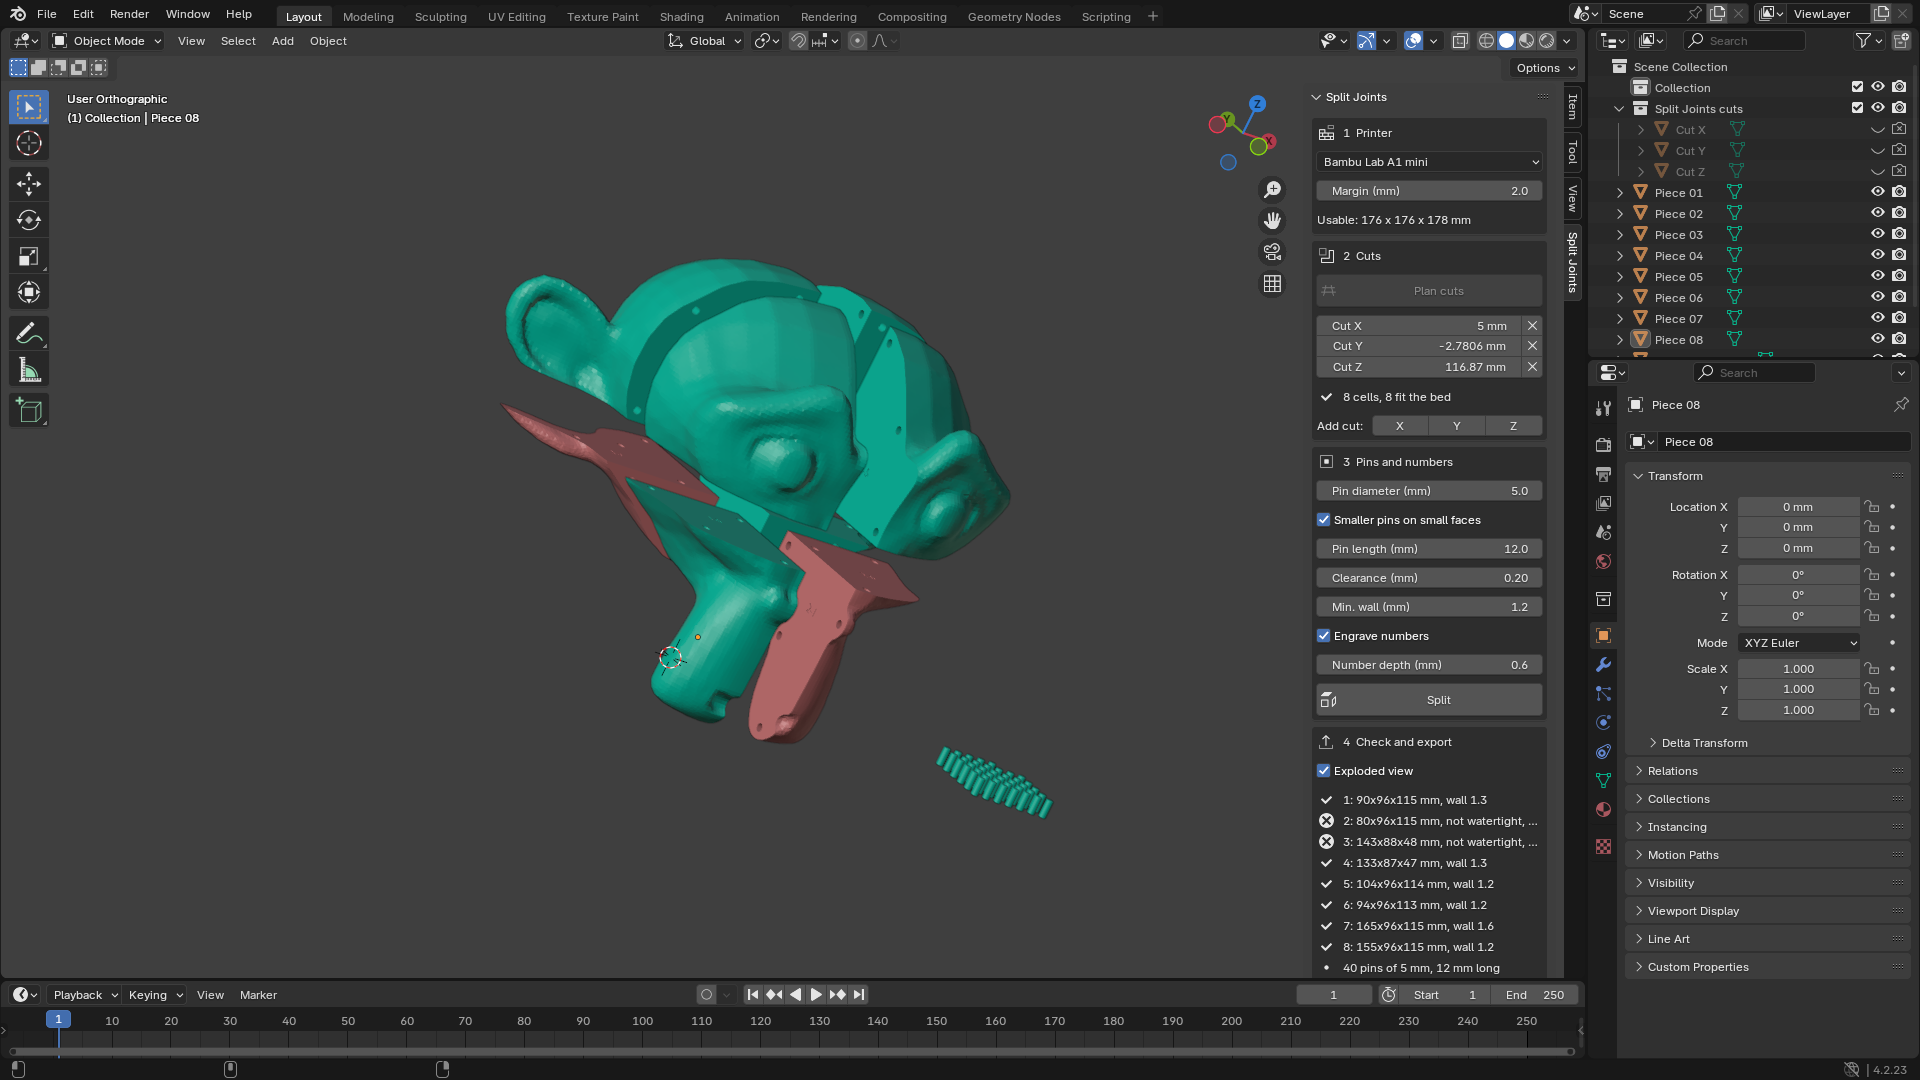 File Edit Render Window Help Layout Modeling Sculpting UV Editing Texture Paint Shading Animation Rendering Compositing Geometry Nodes Scripting Scene ViewLayer
Object Mode View Select Add Object Global Search
Options
User Orthographic
(1) Collection | Piece 08
Z
Y
X
Item
Tool
View
Split Joints
Split Joints
1 Printer
Bambu Lab A1 mini
Margin (mm) 2.0
Usable: 176 x 176 x 178 mm
2 Cuts
Plan cuts
Cut X 5 mm
Cut Y -2.7806 mm
Cut Z 116.87 mm
8 cells, 8 fit the bed
Add cut: X Y Z
3 Pins and numbers
Pin diameter (mm) 5.0
Smaller pins on small faces
Pin length (mm) 12.0
Clearance (mm) 0.20
Min. wall (mm) 1.2
Engrave numbers
Number depth (mm) 0.6
Split
4 Check and export
Exploded view
1: 90x96x115 mm, wall 1.3
2: 80x96x115 mm, not watertight, ...
3: 143x88x48 mm, not watertight, ...
4: 133x87x47 mm, wall 1.3
5: 104x96x114 mm, wall 1.2
6: 94x96x113 mm, wall 1.2
7: 165x96x115 mm, wall 1.6
8: 155x96x115 mm, wall 1.2
40 pins of 5 mm, 12 mm long
Scene Collection
Collection
Split Joints cuts
Cut X
Cut Y
Cut Z
Piece 01
Piece 02
Piece 03
Piece 04
Piece 05
Piece 06
Piece 07
Piece 08
Search
Piece 08
Piece 08
Transform
Location X 0 mm
Y 0 mm
Z 0 mm
Rotation X 0°
Y 0°
Z 0°
Mode XYZ Euler
Scale X 1.000
Y 1.000
Z 1.000
Delta Transform
Relations
Collections
Instancing
Motion Paths
Visibility
Viewport Display
Line Art
Custom Properties
Playback Keying View Marker 1 Start 1 End 250
1 10 20 30 40 50 60 70 80 90 100 110 120 130 140 150 160 170 180 190 200 210 220 230 240 250
4.2.23